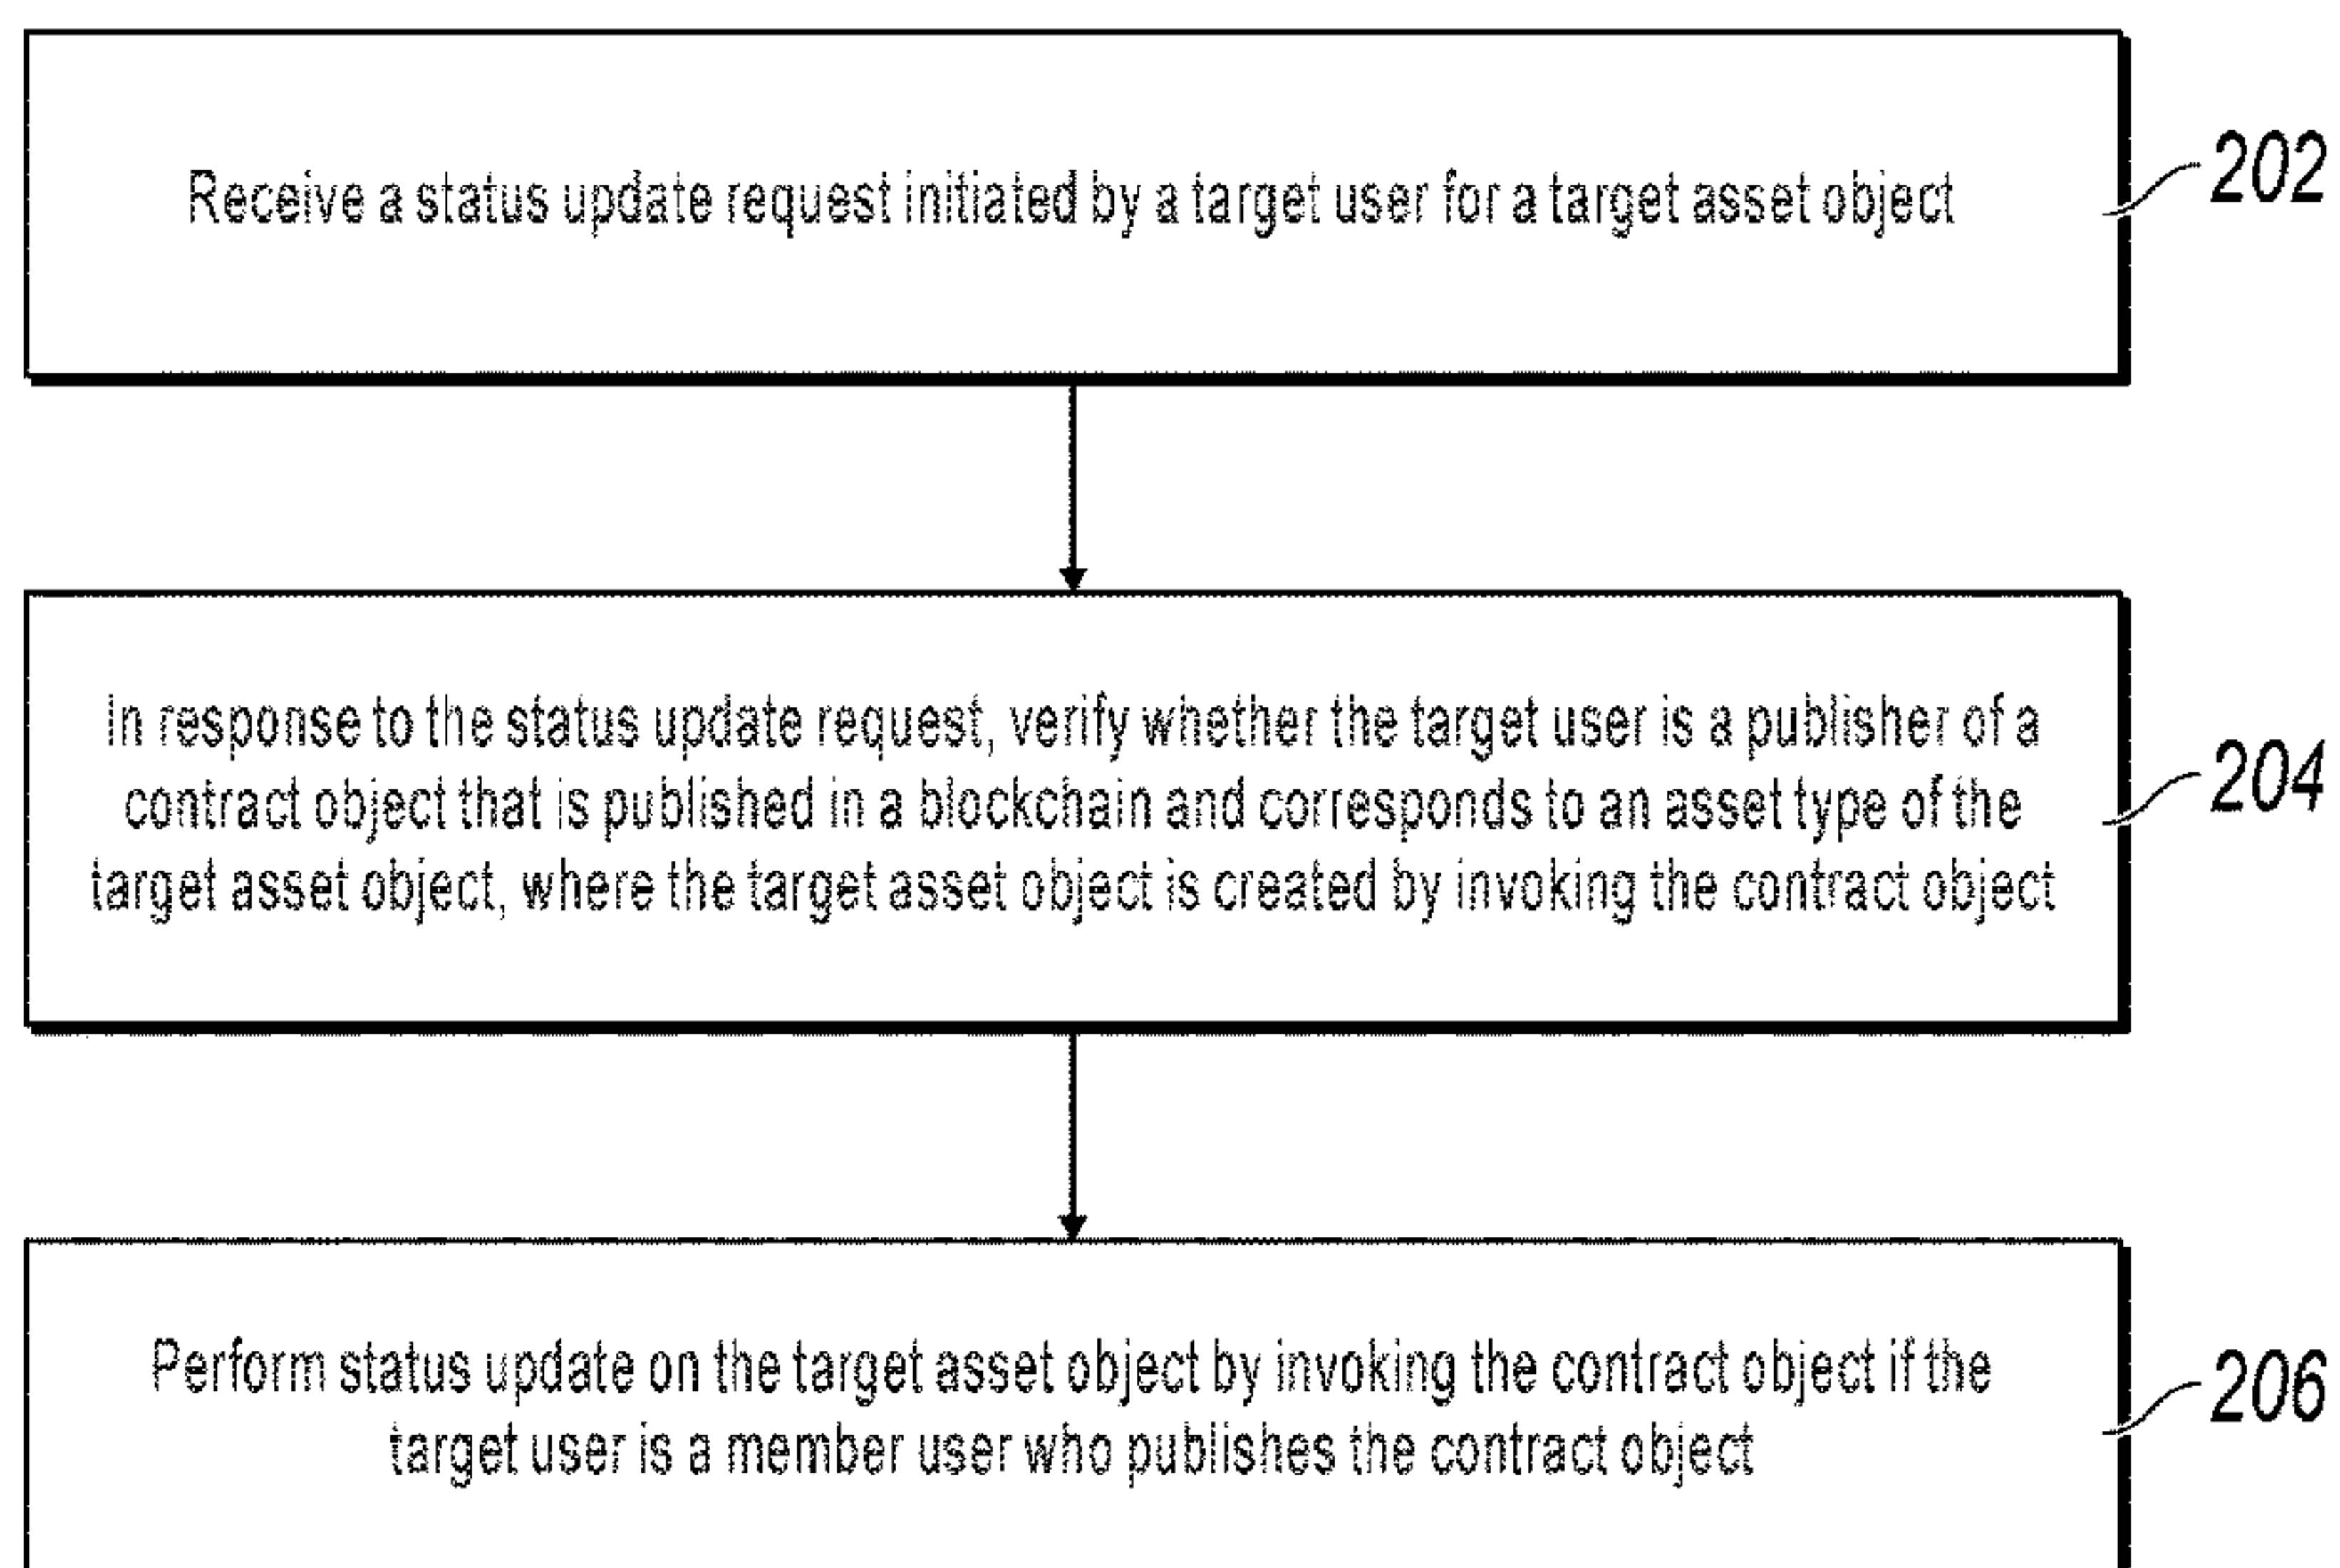 Receive a status update request initiated by a target user for a target asset object
202
In response to the status update request, verify whether the target user is a publisher of a
contract object that is published in a blockchain and corresponds to an asset type of the
target asset object, where the target asset object is created by invoking the contract object
204
Perform status update on the target asset object by invoking the contract object if the
target user is a member user who publishes the contract object
206